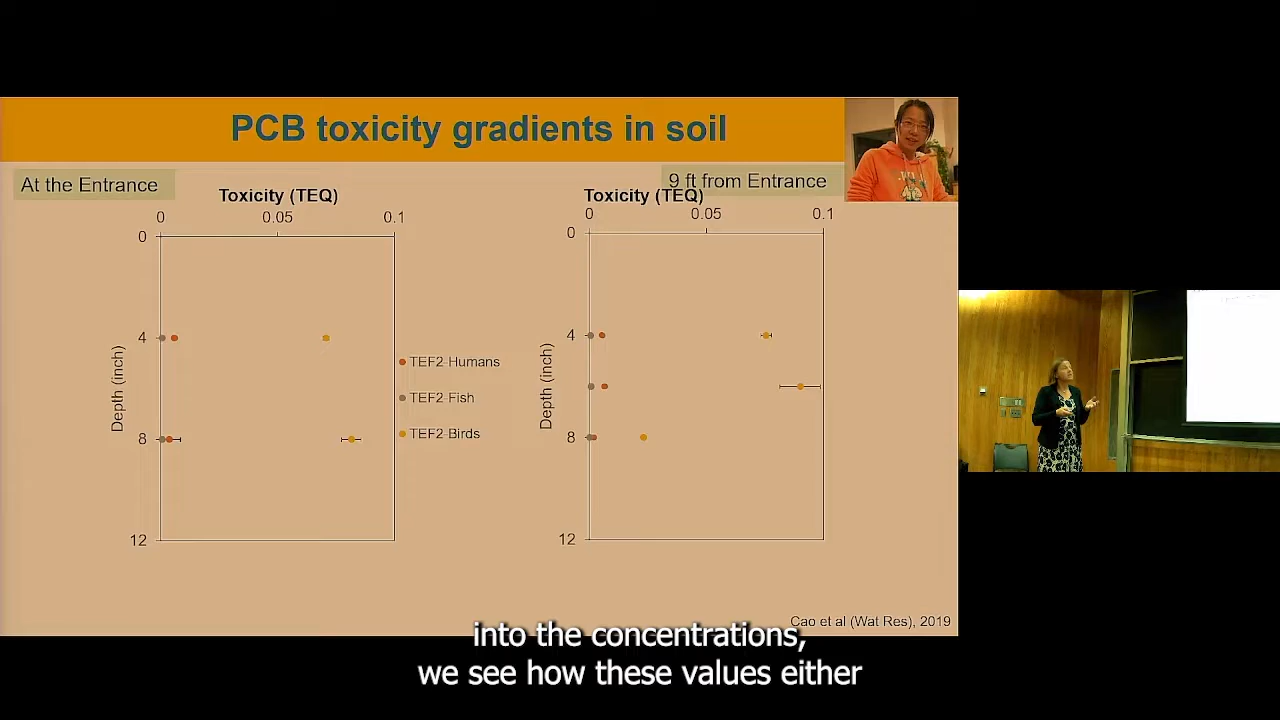 PCB toxicity gradients in soil
At the Entrance
Toxicity (TEQ)
0 0.05 0.1
0
4
8
12
Depth (inch)
TEF2-Humans
TEF2-Fish
TEF2-Birds
9 ft from Entrance
Toxicity (TEQ)
0 0.05 0.1
0
4
8
12
Depth (inch)
Cao et al (Wat Res), 2019
into the concentrations,
we see how these values either